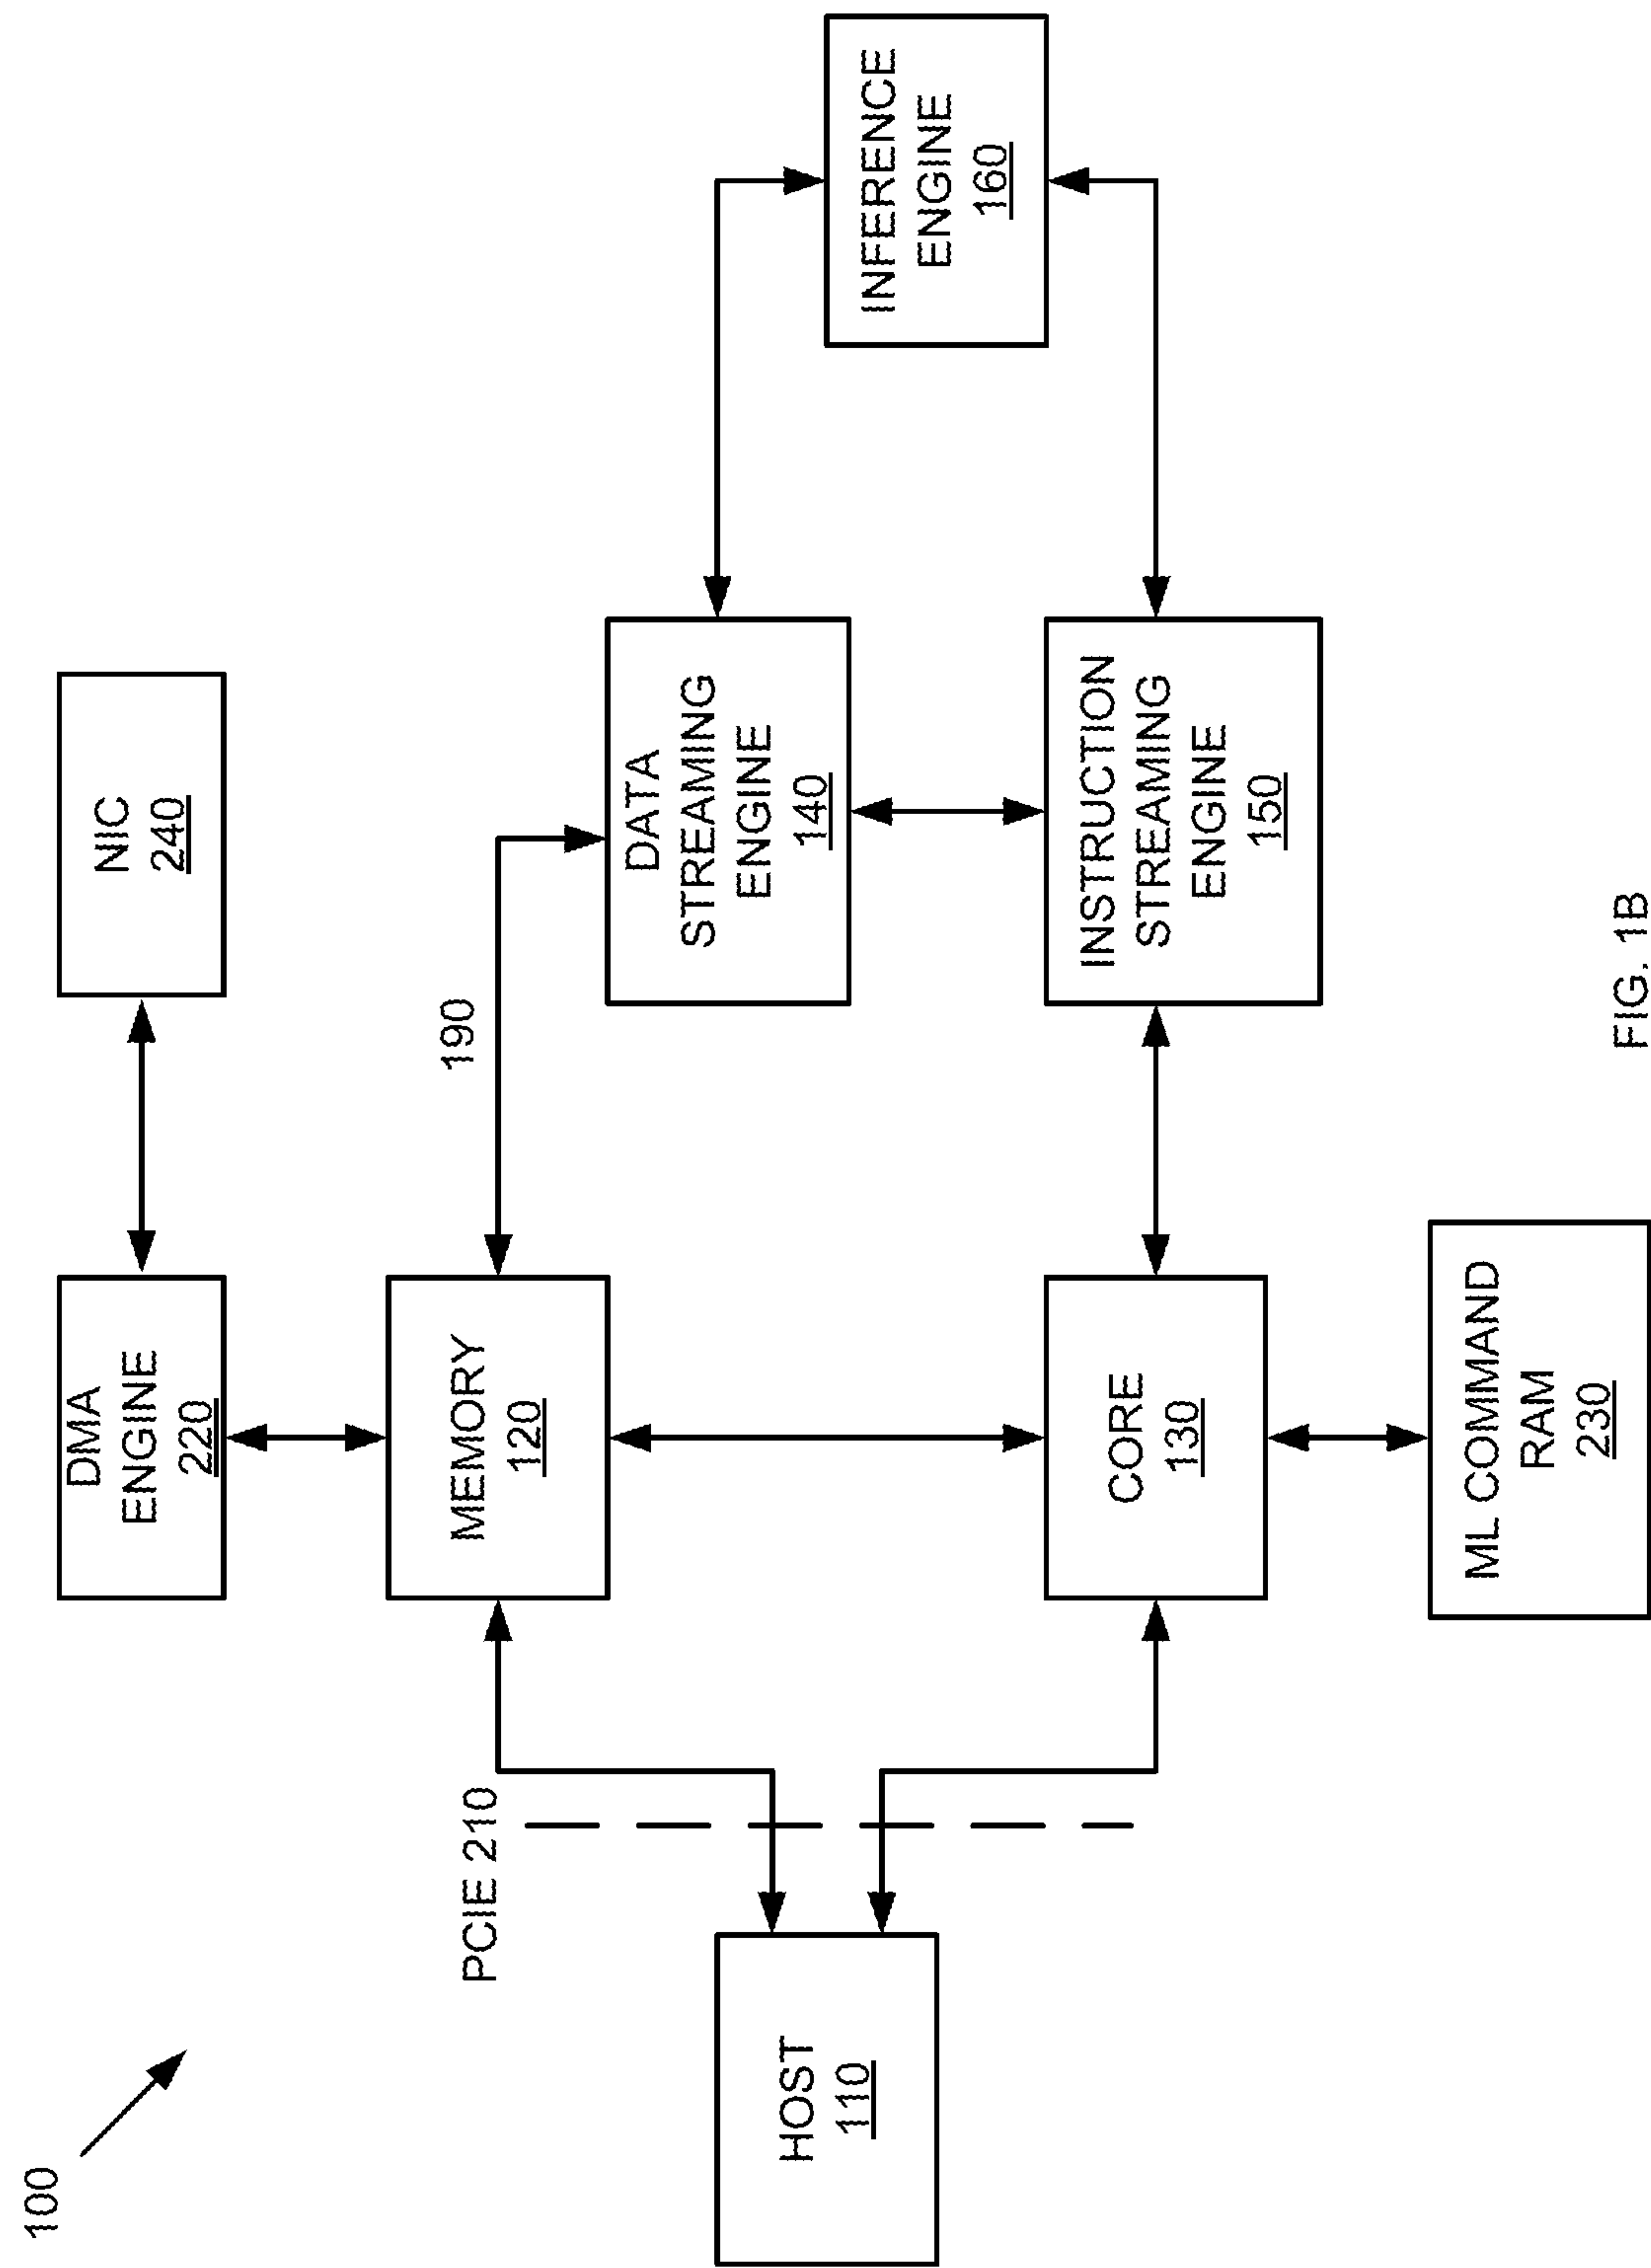 100
DMA
ENGINE
220
NIC
240
PCIE 210
MEMORY
120
190
DATA
STREAMING
ENGINE
140
HOST
110
INFERENCE
ENGINE
160
CORE
130
INSTRUCTION
STREAMING
ENGINE
150
ML COMMAND
RAM
230
FIG. 1B